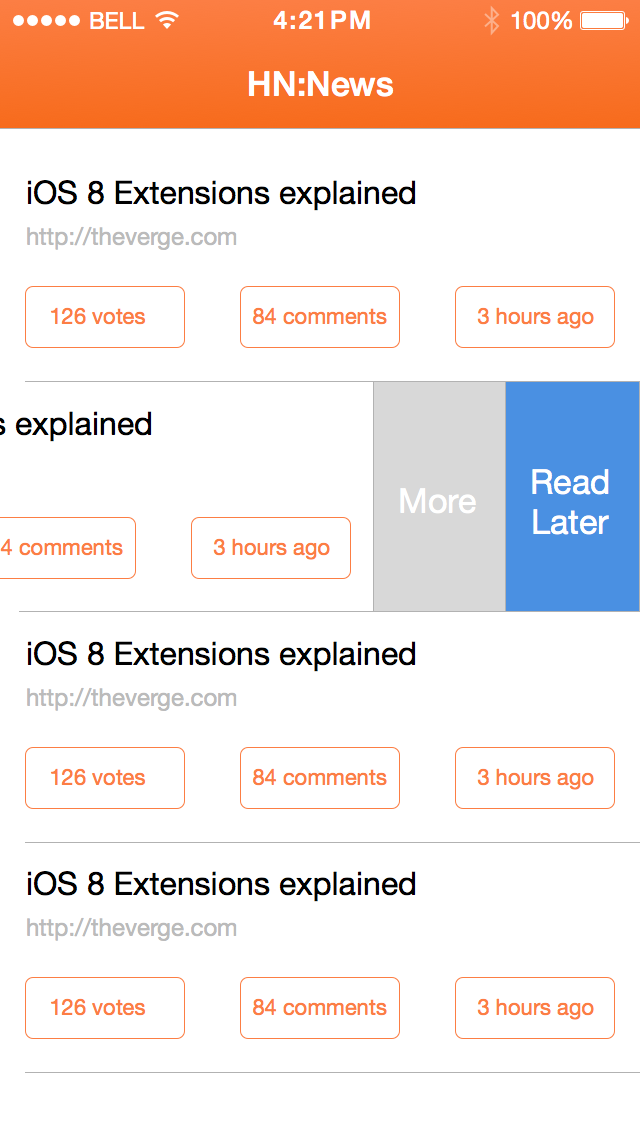 BELL 4:21PM 100%
HN:News
iOS 8 Extensions explained
http://theverge.com
126 votes 84 comments 3 hours ago
s explained
More Read
Later
4 comments 3 hours ago
iOS 8 Extensions explained
http://theverge.com
126 votes 84 comments 3 hours ago
iOS 8 Extensions explained
http://theverge.com
126 votes 84 comments 3 hours ago